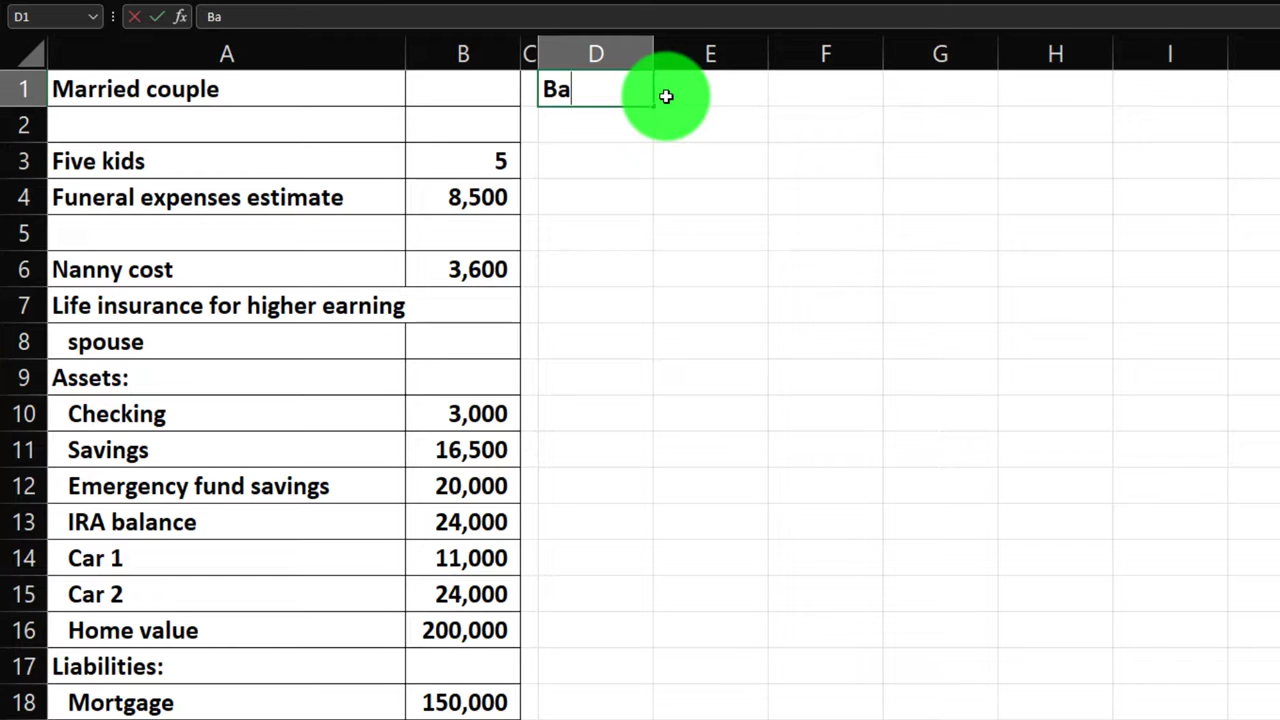 D1 fx Ba
A B C D E F G H I
1 Married couple Ba
2
3 Five kids 5
4 Funeral expenses estimate 8,500
5
6 Nanny cost 3,600
7 Life insurance for higher earning
8 spouse
9 Assets:
10 Checking 3,000
11 Savings 16,500
12 Emergency fund savings 20,000
13 IRA balance 24,000
14 Car 1 11,000
15 Car 2 24,000
16 Home value 200,000
17 Liabilities:
18 Mortgage 150,000